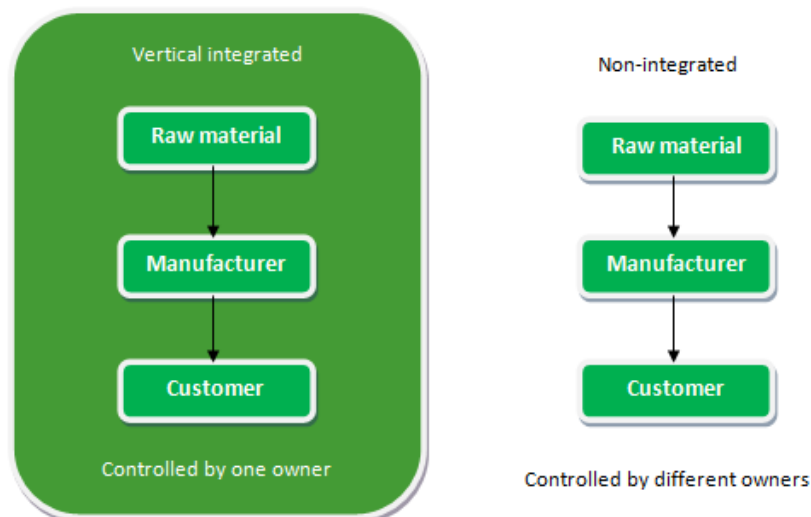 Vertical integrated
Raw material
Manufacturer
Customer
Controlled by one owner
Non-integrated
Raw material
Manufacturer
Customer
Controlled by different owners